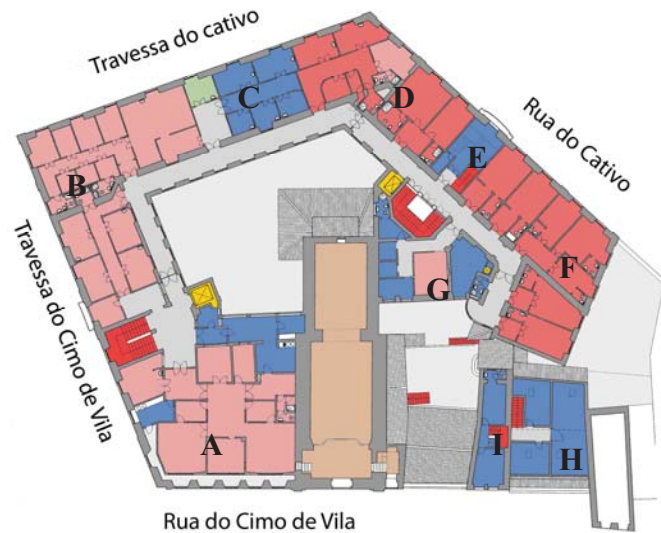 Travessa do cativo
Rua do Cativo
C
D
E
B
F
G
Travessa do Cimo de Vila
A
I
H
Rua do Cimo de Vila